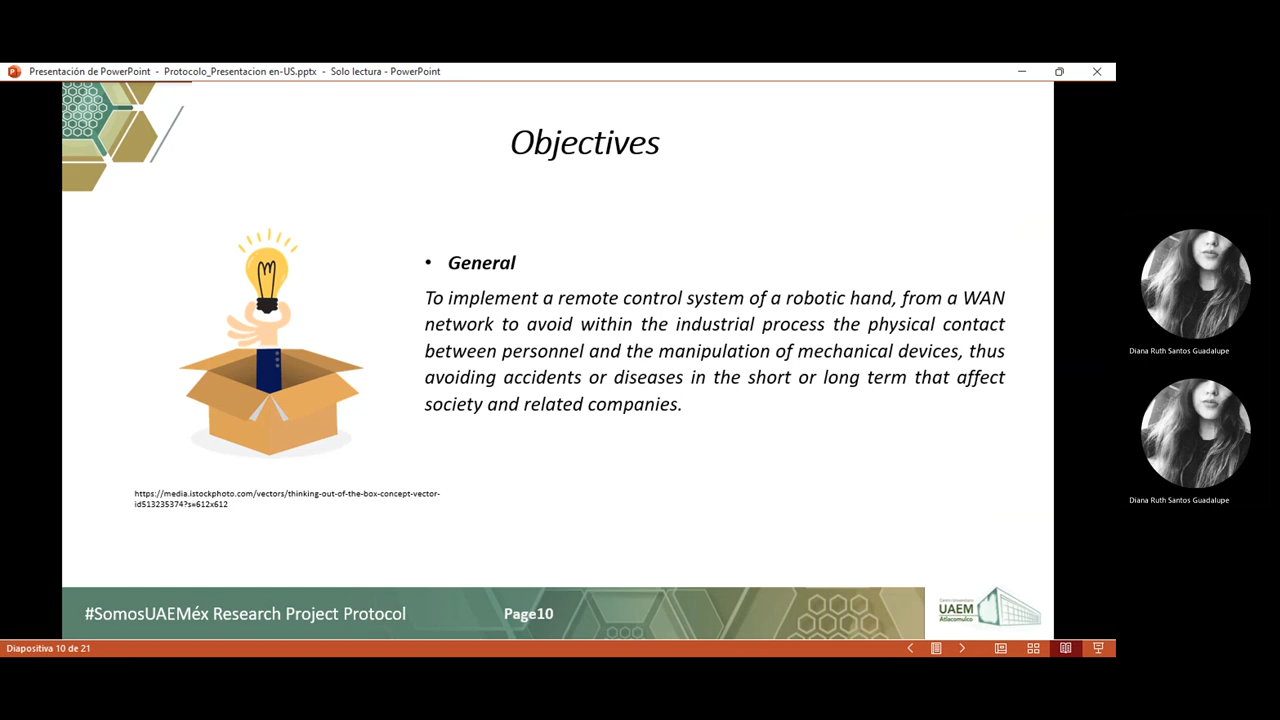 Presentación de PowerPoint - Protocolo_Presentacion en-US.pptx - Solo lectura - PowerPoint
Objectives
• General
To implement a remote control system of a robotic hand, from a WAN
network to avoid within the industrial process the physical contact
between personnel and the manipulation of mechanical devices, thus
avoiding accidents or diseases in the short or long term that affect
society and related companies.
https://media.istockphoto.com/vectors/thinking-out-of-the-box-concept-vector-
id513235374?s=612x612
Diana Ruth Santos Guadalupe
Diana Ruth Santos Guadalupe
#SomosUAEMéx Research Project Protocol
Page10
Centro Universitario
UAEM
Atlacomulco
Diapositiva 10 de 21